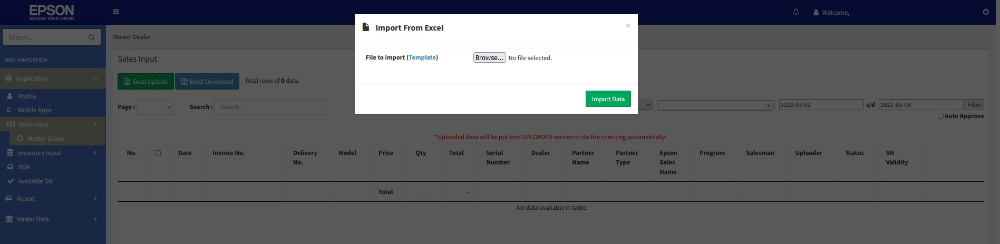 EPSON
EXCEED YOUR VISION
Welcome,
Search...
MAIN NAVIGATION
Application
Profile
Mobile Apps
Sales Input
Master Dealer
Inventory Input
DOA
Available SN
Report
Master Data
Master Dealer
Sales Input
Excel Upload
Excel Download
Total rows of 0 data
Page :
Search :
Search..
Import From Excel
×
File to import (Template)
Browse...
No file selected.
Import Data
2022-03-01
s/d
2022-03-08
Filter
Auto Approve
*Uploaded data will be put into UPLOADED section to do the checking automatically!
No.
Date
Invoice No.
Delivery No.
Model
Price
Qty
Total
Serial Number
Dealer
Partner Name
Partner Type
Epson Sales Name
Program
Salesman
Uploader
Status
SN Validity
Total - -
No data available in table